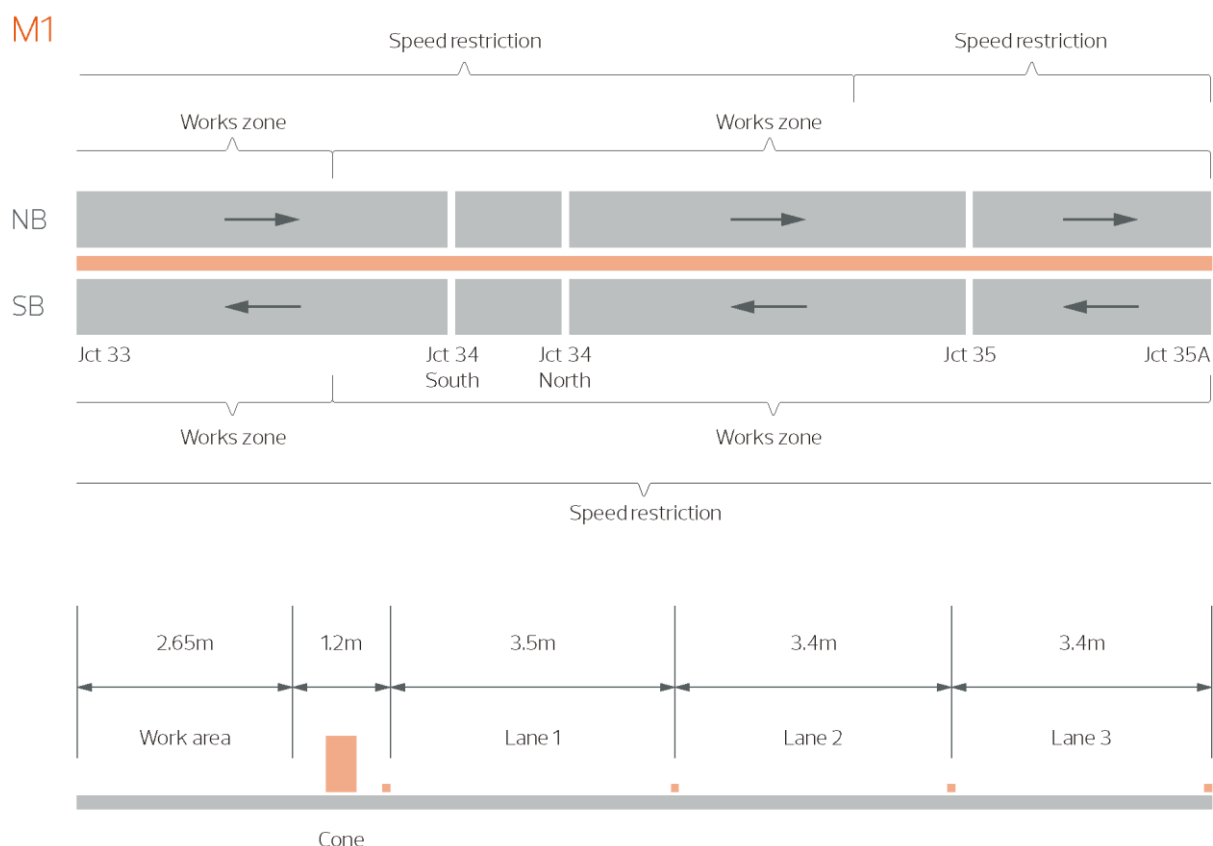 M1
Speed restriction
Speed restriction
Works zone
Works zone
NB
SB
Jct 33
Jct 34
South
Jct 34
North
Jct 35
Jct 35A
Works zone
Works zone
Speed restriction
2.65m
1.2m
3.5m
3.4m
3.4m
Work area
Lane 1
Lane 2
Lane 3
Cone